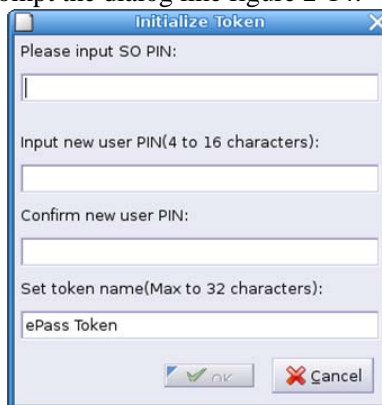 Initialize Token
Please input SO PIN:
Input new user PIN(4 to 16 characters):
Confirm new user PIN:
Set token name(Max to 32 characters):
ePass Token
OK Cancel